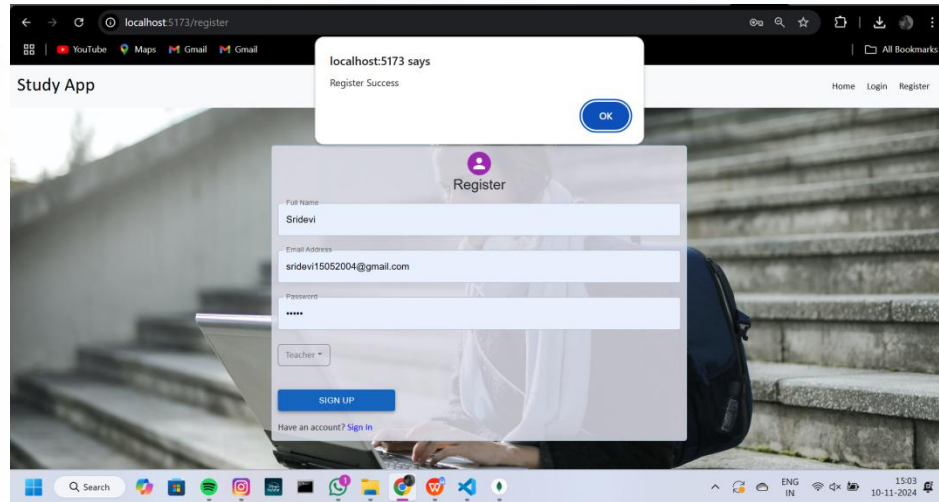 localhost:5173/register
YouTube
Maps
Gmail
Gmail
All Bookmarks
localhost:5173 says
Register Success
OK
Study App
Home
Login
Register
Register
Full Name
Sridevi
Email Address
sridevi15052004@gmail.com
Password
Teacher
SIGN UP
Have an account? Sign In
Search
ENG
IN
15:03
10-11-2024